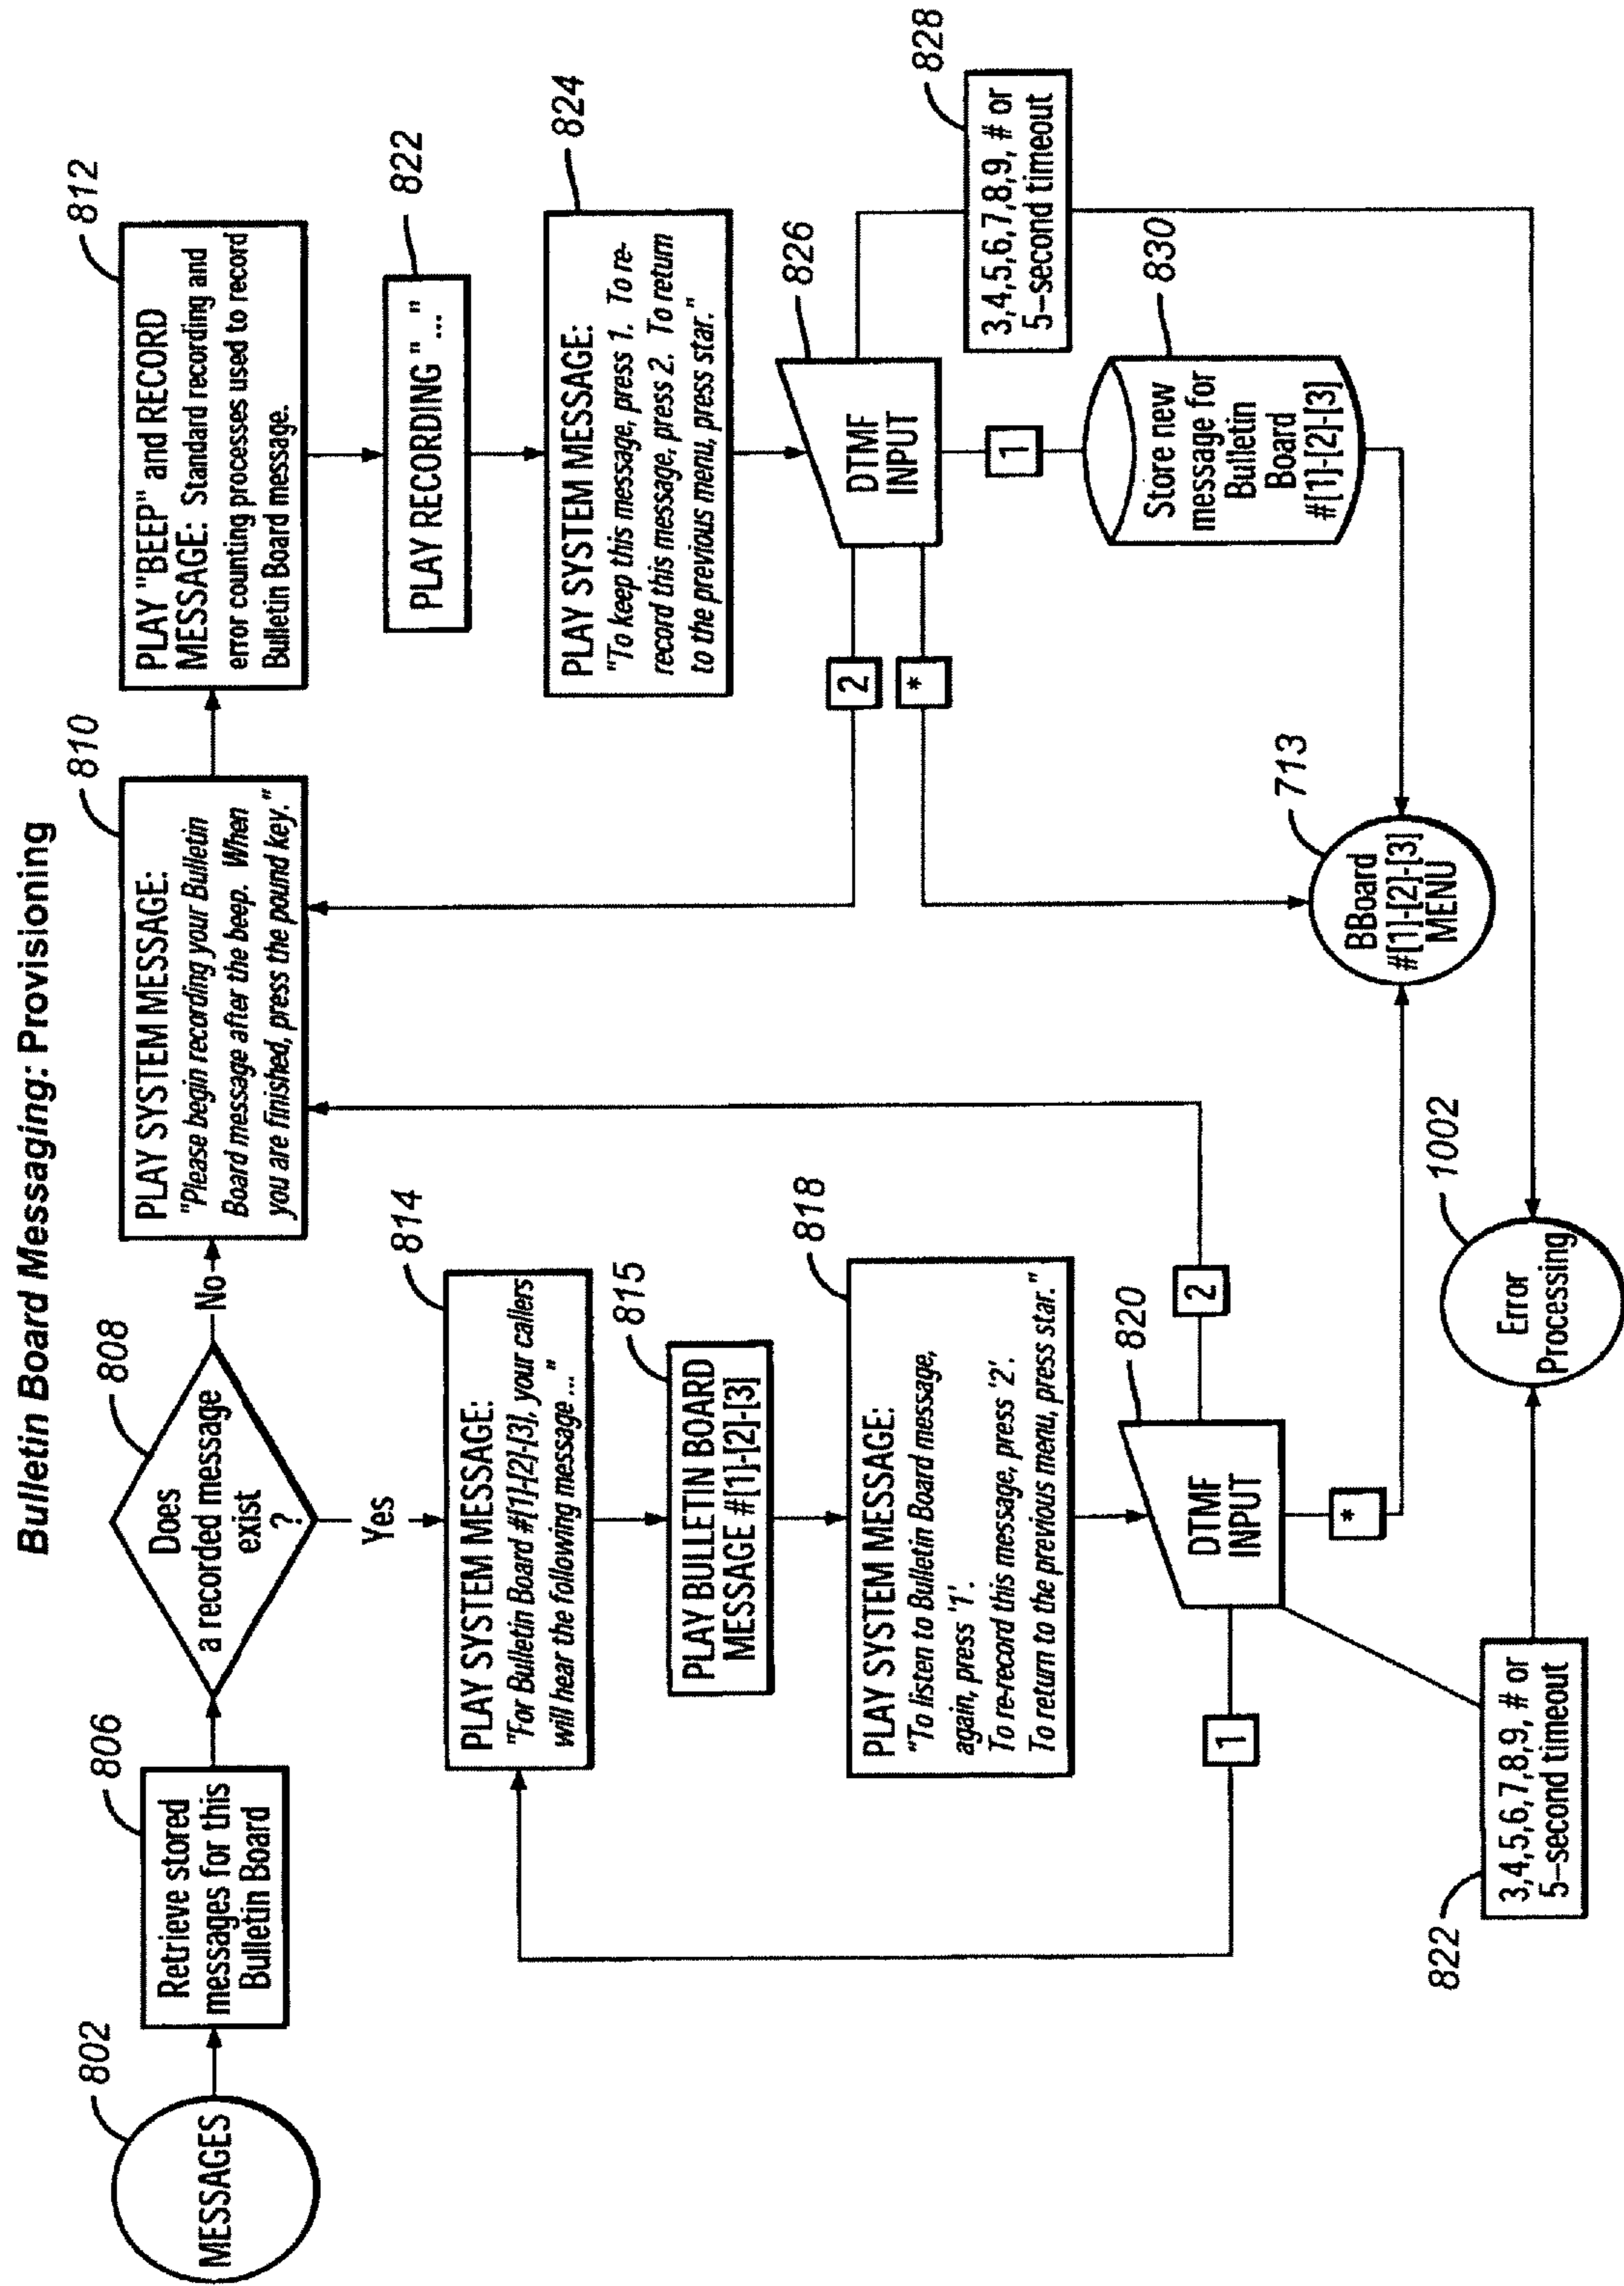 Bulletin Board Messaging: Provisioning
802
MESSAGES
806
Retrieve stored
messages for this
Bulletin Board
808
Does
a recorded message
exist
?
No
Yes
810
PLAY SYSTEM MESSAGE:
"Please begin recording your Bulletin
Board message after the beep. When
you are finished, press the pound key."
812
PLAY "BEEP" and RECORD
MESSAGE: Standard recording and
error counting processes used to record
Bulletin Board message.
814
PLAY SYSTEM MESSAGE:
"For Bulletin Board #[1]-[2]-[3], your callers
will hear the following message ..."
815
PLAY BULLETIN BOARD
MESSAGE #[1]-[2]-[3]
818
PLAY SYSTEM MESSAGE:
"To listen to Bulletin Board message,
again, press '1'.
To re-record this message, press '2'.
To return to the previous menu, press star."
820
DTMF
INPUT
1
2
*
822
3,4,5,6,7,8,9, # or
5-second timeout
822
PLAY RECORDING " ... "
824
PLAY SYSTEM MESSAGE:
"To keep this message, press 1. To re-
record this message, press 2. To return
to the previous menu, press star."
826
DTMF
INPUT
2
*
1
828
3,4,5,6,7,8,9, # or
5-second timeout
830
Store new
message for
Bulletin
Board
#[1]-[2]-[3]
713
BBoard
#[1]-[2]-[3]
MENU
1002
Error
Processing